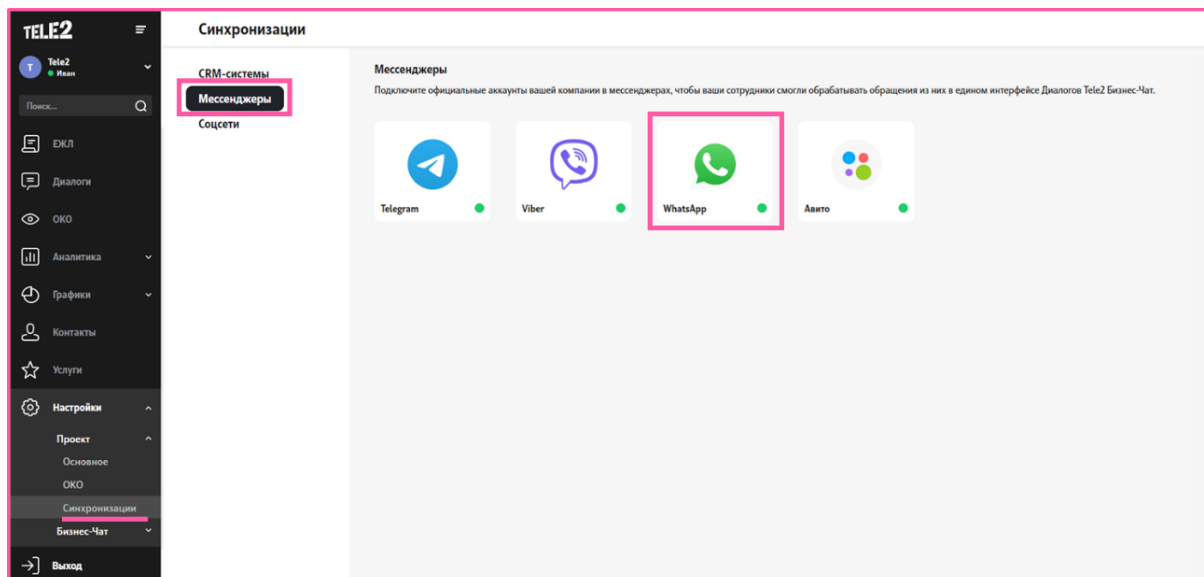 TELE2
Синхронизации
Т
Tele2
Иван
Поиск...
ЕЖЛ
Диалоги
ОКО
Аналитика
Графики
Контакты
Услуги
Настройки
Проект
Основное
ОКО
Синхронизации
Бизнес-Чат
Выход
CRM-системы
Мессенджеры
Соцсети
Мессенджеры
Подключите официальные аккаунты вашей компании в мессенджерах, чтобы ваши сотрудники смогли обрабатывать обращения из них в едином интерфейсе Диалогов Tele2 Бизнес-Чат.
Telegram
Viber
WhatsApp
Авито